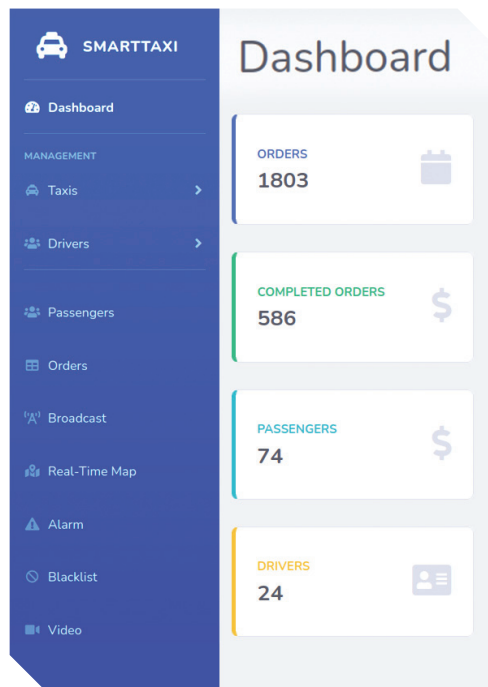 SMARTTAXI
Dashboard
MANAGEMENT
Taxis
Drivers
Passengers
Orders
Broadcast
Real-Time Map
Alarm
Blacklist
Video
Dashboard
ORDERS
1803
COMPLETED ORDERS
586
PASSENGERS
74
DRIVERS
24